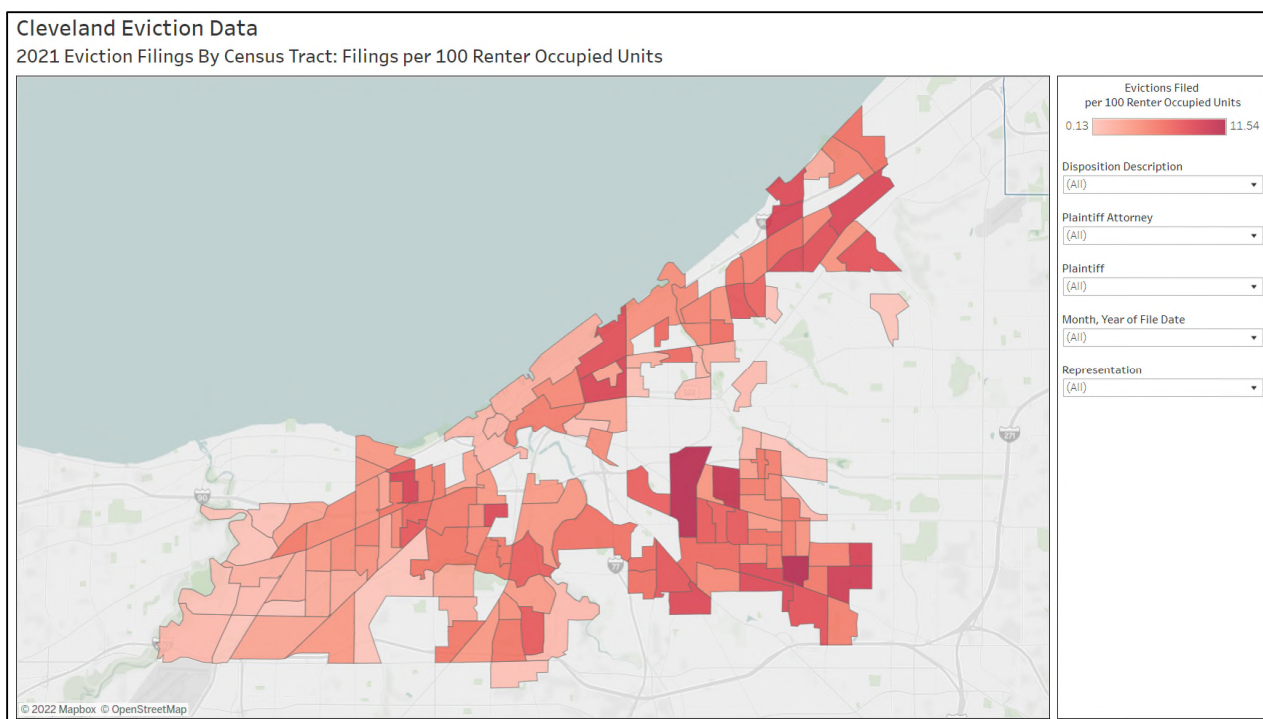 Cleveland Eviction Data
2021 Eviction Filings By Census Tract: Filings per 100 Renter Occupied Units
Evictions Filed
per 100 Renter Occupied Units
0.13 11.54
Disposition Description
(All)
Plaintiff Attorney
(All)
Plaintiff
(All)
Month, Year of File Date
(All)
Representation
(All)
90
271
77
© 2022 Mapbox © OpenStreetMap